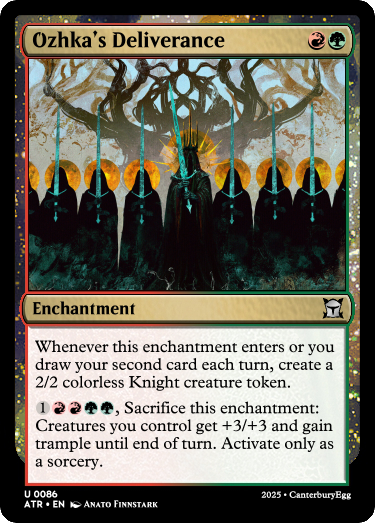 Ozhka's Deliverance
Enchantment
Whenever this enchantment enters or you
draw your second card each turn, create a
2/2 colorless Knight creature token.
1, Sacrifice this enchantment:
Creatures you control get +3/+3 and gain
trample until end of turn. Activate only as
a sorcery.
U 0086
ATR • EN Anato Finnstark
2025 • CanterburyEgg